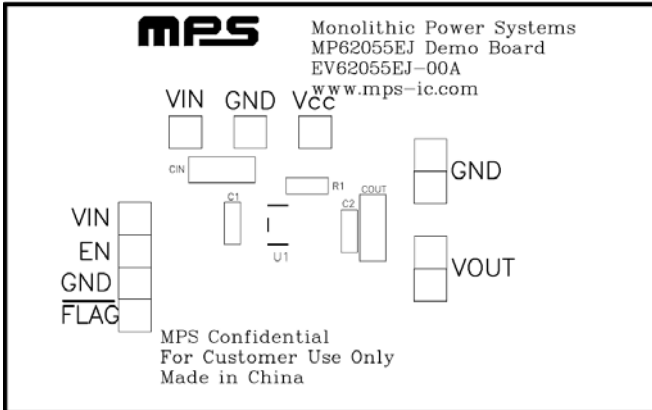 MPS
Monolithic Power Systems
MP62055EJ Demo Board
EV62055EJ-00A
www.mps-ic.com
VIN GND Vcc
CIN
GND
R1
COUT
C1
C2
VIN
EN
GND
FLAG
U1
VOUT
MPS Confidential
For Customer Use Only
Made in China